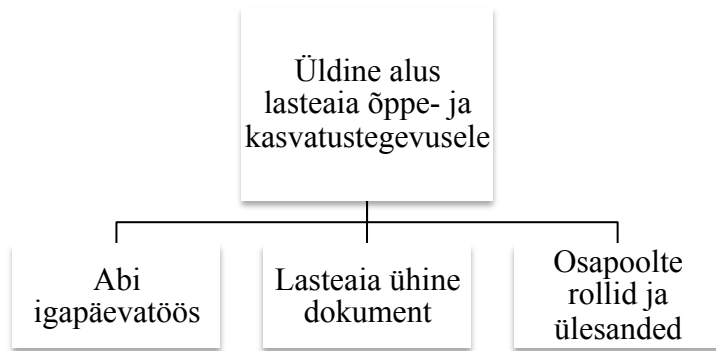 Üldine alus
lasteaia õppe- ja
kasvatustegevusele
Abi
igapäevatöös
Lasteaia ühine
dokument
Osapoolte
rollid ja
ülesanded